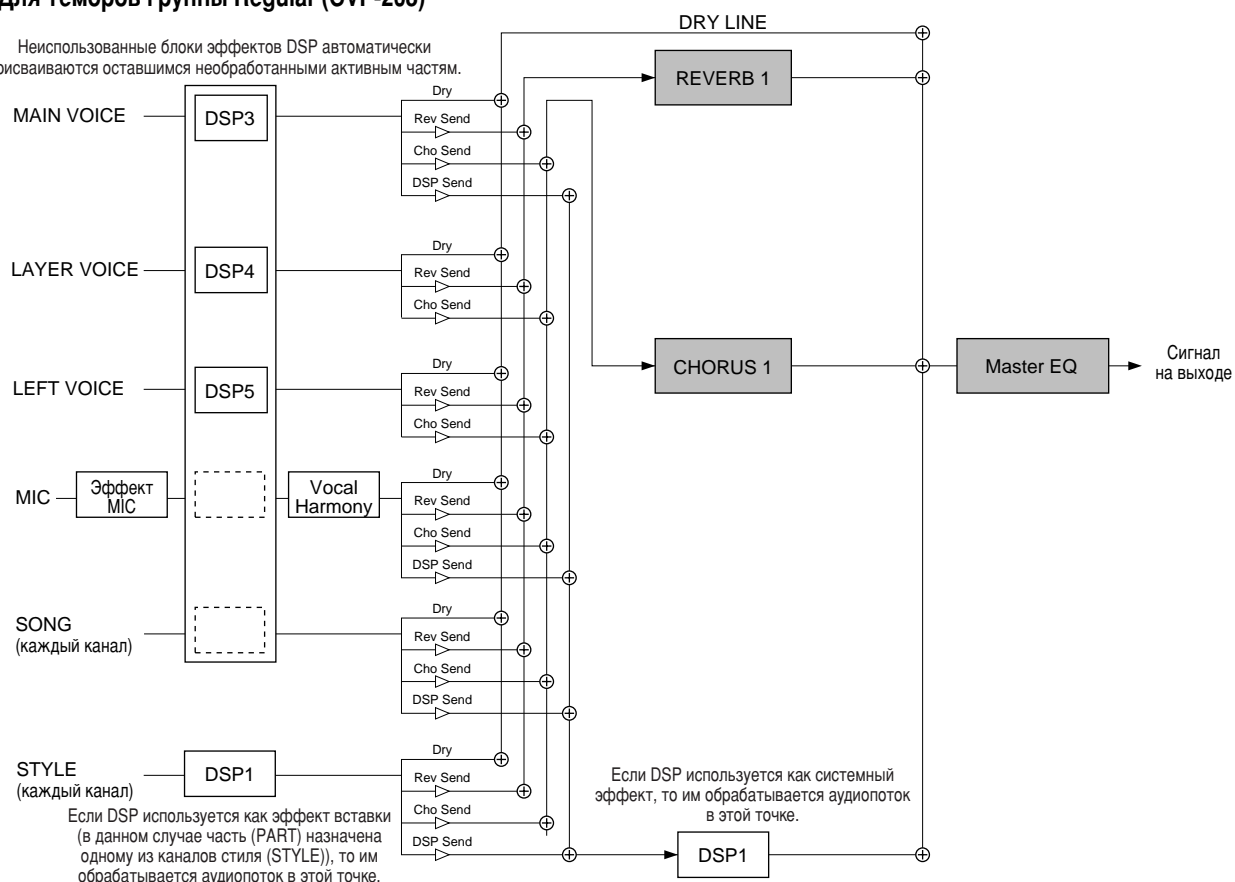 Для темборов группы Regular (CVP-208)
DRY LINE
Неиспользованные блоки эффектов DSP автоматически
присваиваются оставшимся необработанными активным частям.
MAIN VOICE
DSP3
Dry
Rev Send
Cho Send
DSP Send
REVERB 1
LAYER VOICE
DSP4
Dry
Rev Send
Cho Send
LEFT VOICE
DSP5
Dry
Rev Send
Cho Send
CHORUS 1
Master EQ
Сигнал
на выходе
MIC
Эффект
MIC
Vocal
Harmony
Dry
Rev Send
Cho Send
DSP Send
SONG
(каждый канал)
Dry
Rev Send
Cho Send
DSP Send
STYLE
(каждый канал)
DSP1
Dry
Rev Send
Cho Send
DSP Send
Если DSP используется как эффект вставки
(в данном случае часть (PART) назначена
одному из каналов стиля (STYLE)), то им
обрабатывается аудиопоток в этой точке.
Если DSP используется как системный
эффект, то им обрабатывается аудиопоток
в этой точке.
DSP1